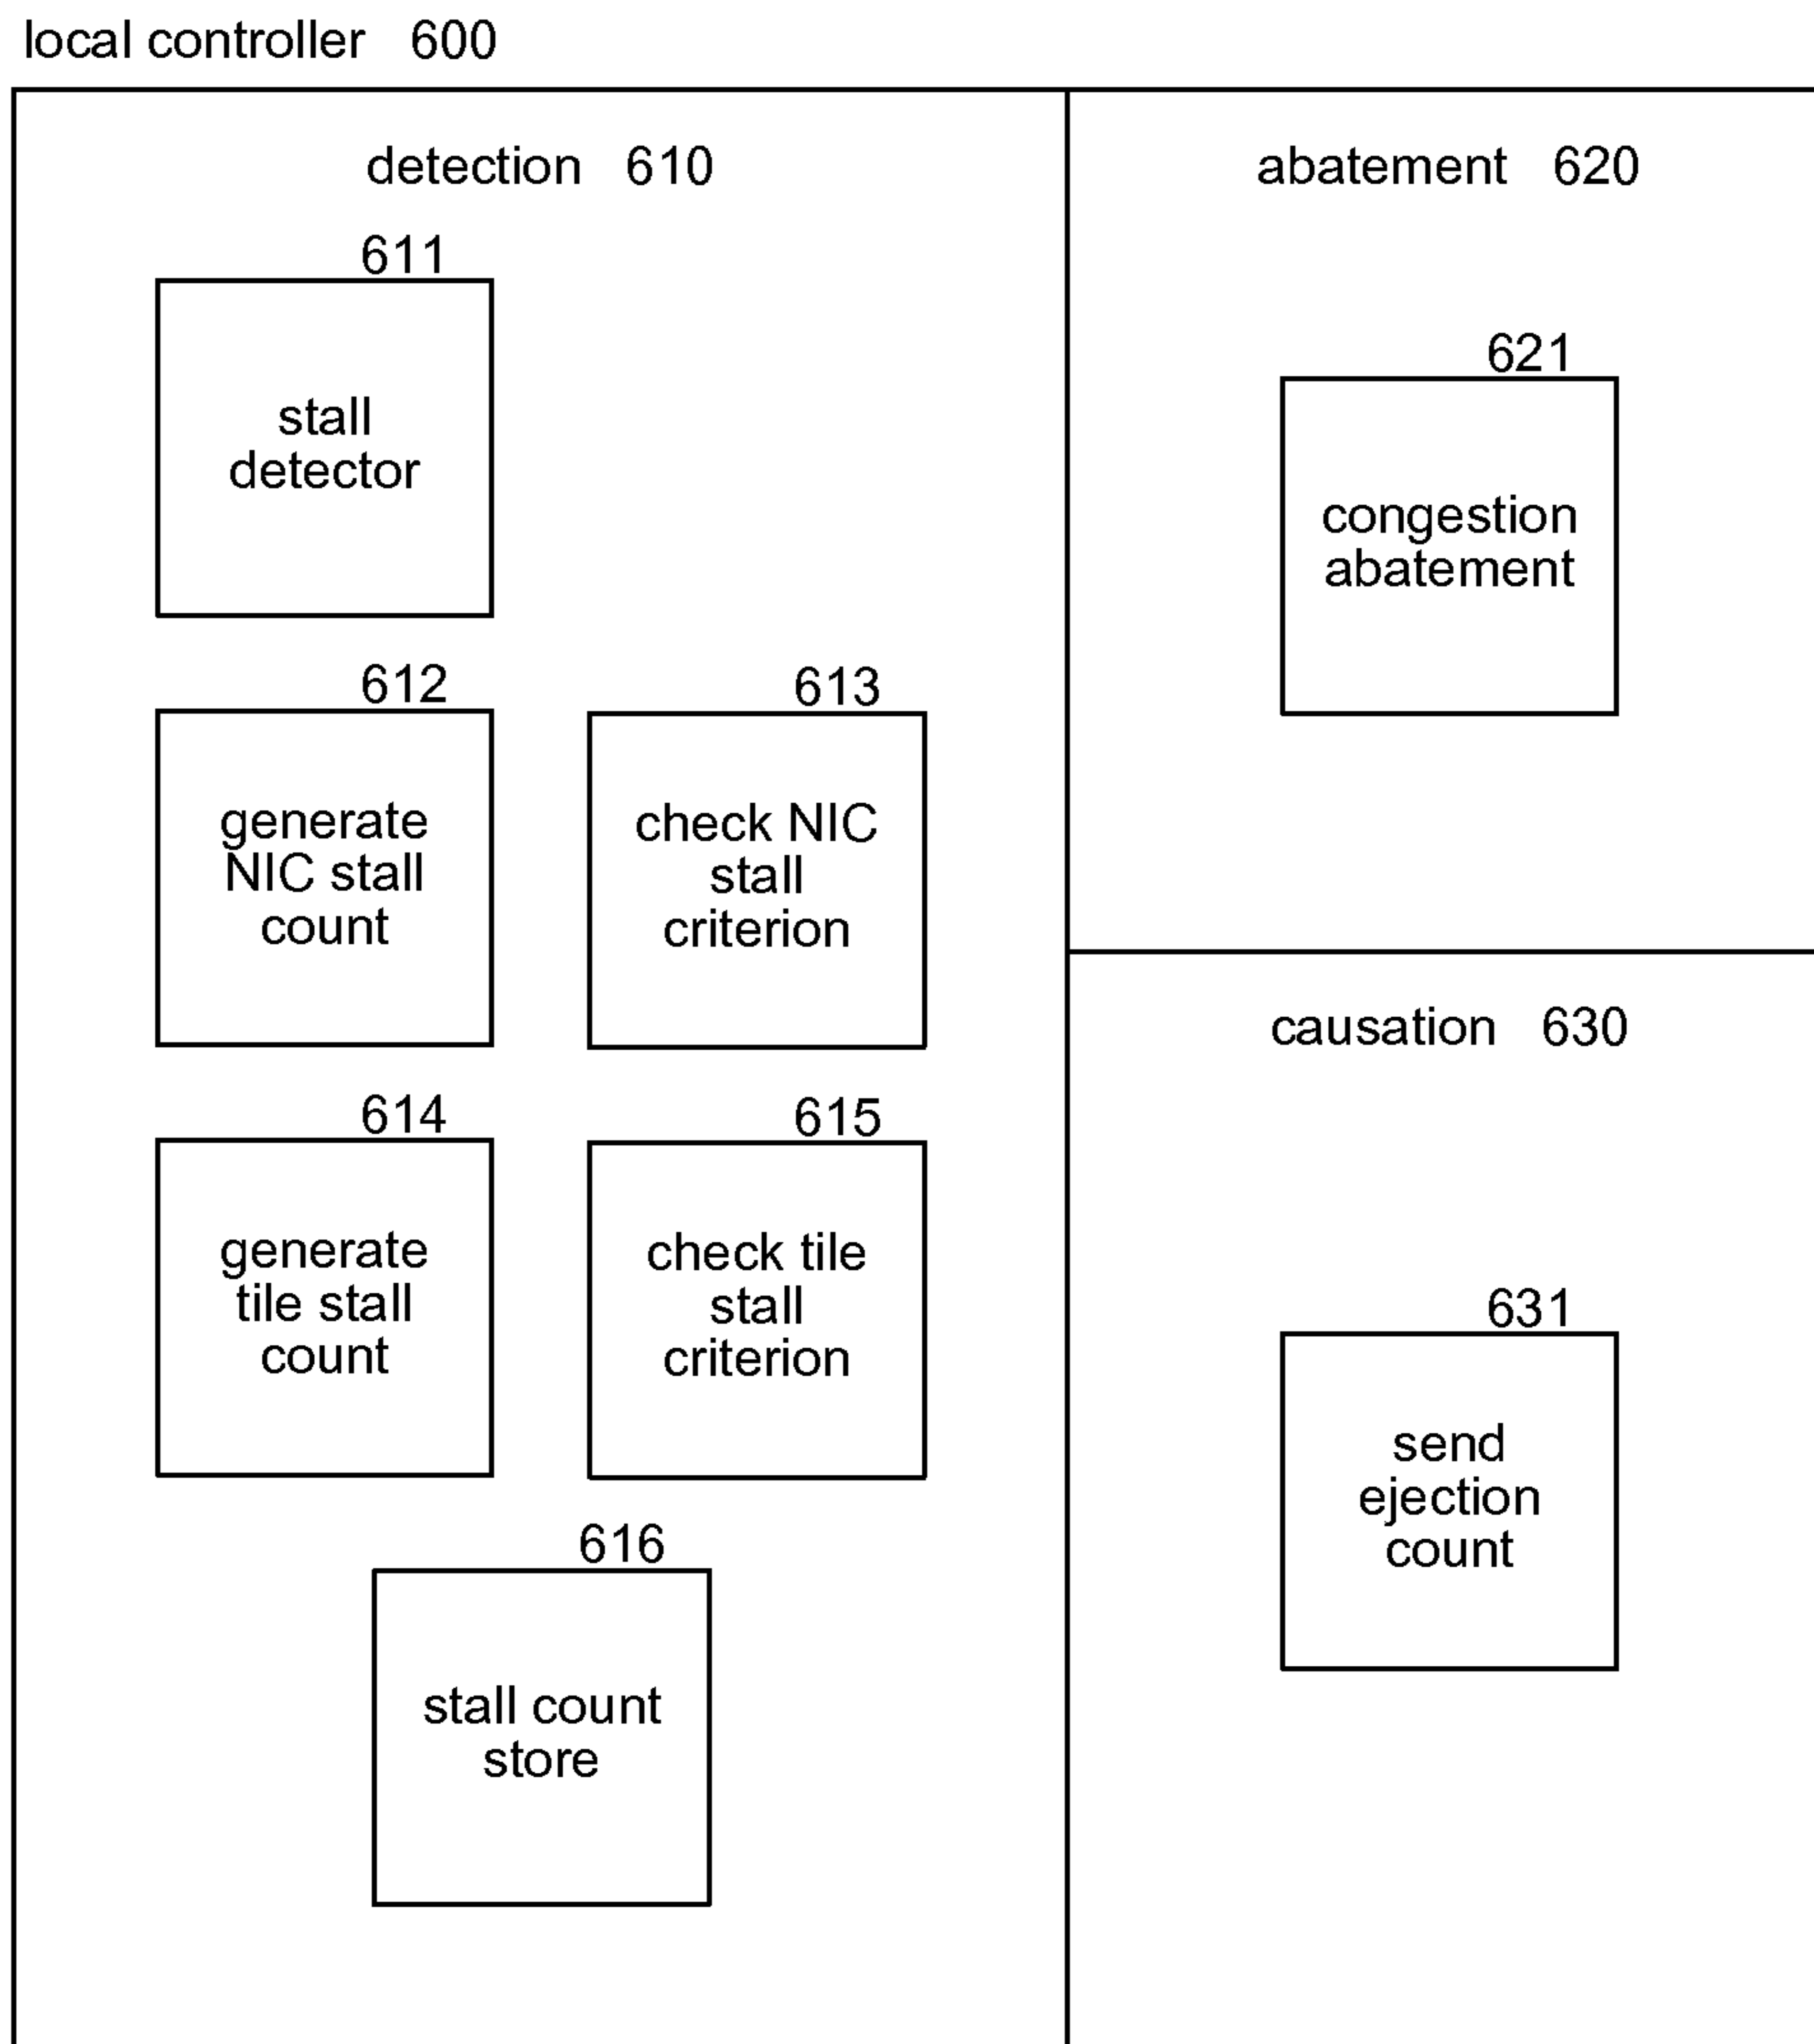 local controller 600
detection 610
611
stall
detector
612
generate
NIC stall
count
613
check NIC
stall
criterion
614
generate
tile stall
count
615
check tile
stall
criterion
616
stall count
store
abatement 620
621
congestion
abatement
causation 630
631
send
ejection
count